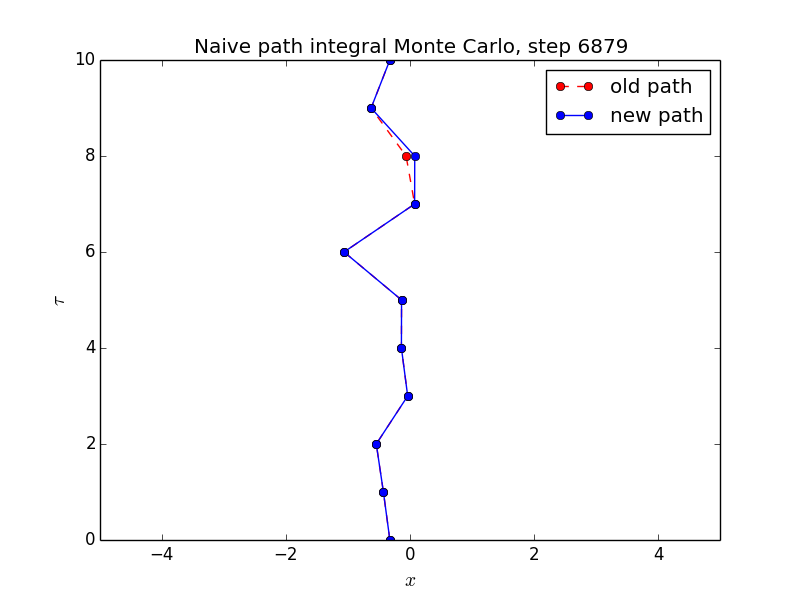 Naive path integral Monte Carlo, step 6879
10
8
6
4
2
0
τ
old path
new path
−4 −2 0 2 4
x